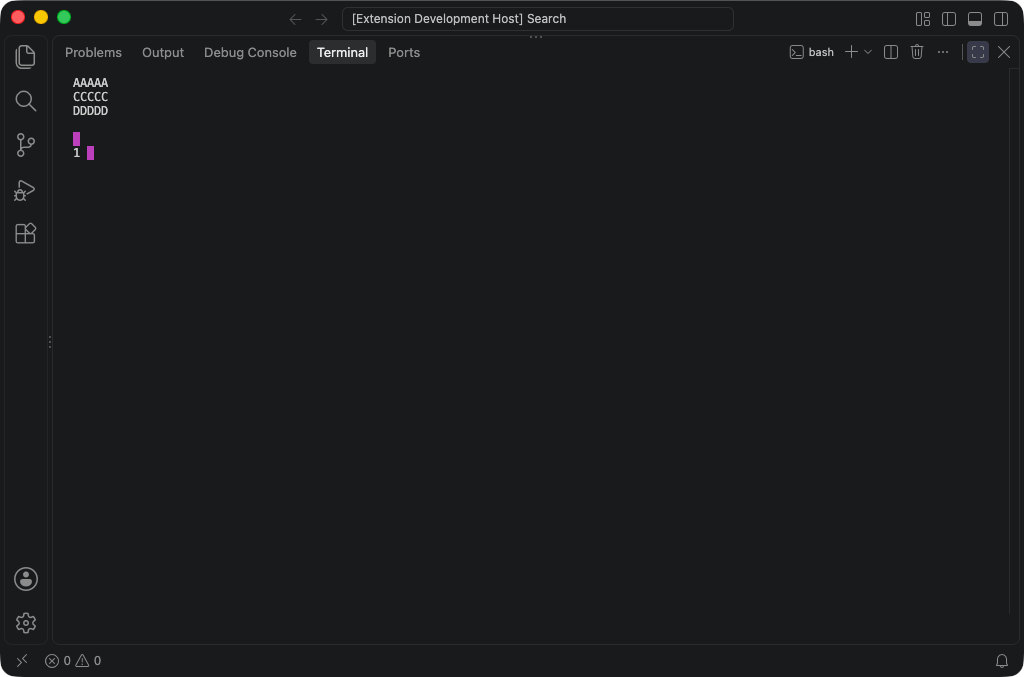 [Extension Development Host] Search
Problems Output Debug Console Terminal Ports bash
AAAAA
CCCCC
DDDDD
1
0 0